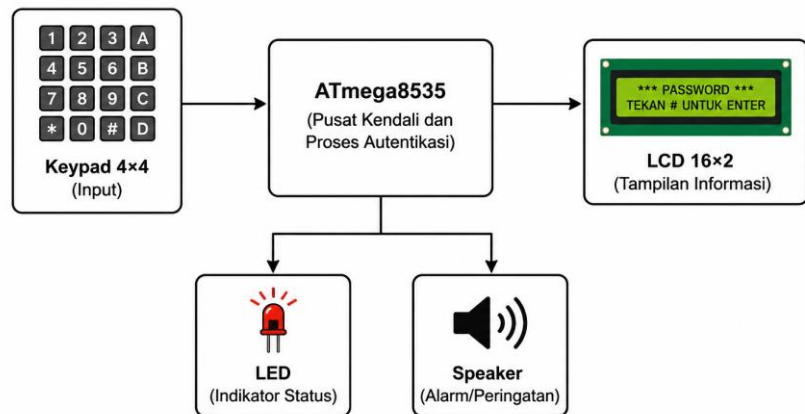 1 2 3 A
4 5 6 B
7 8 9 C
* 0 # D
Keypad 4×4
(Input)
ATmega8535
(Pusat Kendali dan
Proses Autentikasi)
*** PASSWORD ***
TEKAN # UNTUK ENTER
LCD 16×2
(Tampilan Informasi)
LED
(Indikator Status)
Speaker
(Alarm/Peringatan)